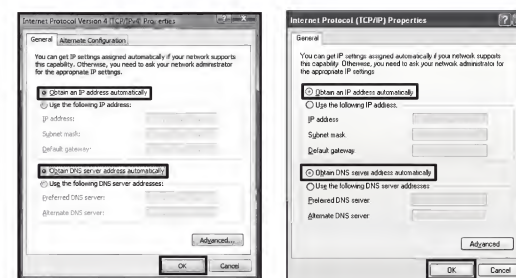 Internet Protocol Version 4 (TCP/IPv4) Properties
General Alternate Configuration
You can get IP settings assigned automatically if your network supports
this capability. Otherwise, you need to ask your network administrator
for the appropriate IP settings.
Obtain an IP address automatically
Use the following IP address:
IP address:
Subnet mask:
Default gateway:
Obtain DNS server address automatically
Use the following DNS server addresses:
Preferred DNS server:
Alternate DNS server:
Advanced...
OK Cancel
Internet Protocol (TCP/IP) Properties
General
You can get IP settings assigned automatically if your network supports
this capability. Otherwise, you need to ask your network administrator for
the appropriate IP settings
Obtain an IP address automatically
Use the following IP address.
IP address
Subnet mask
Default gateway
Obtain DNS server address automatically
Use the following DNS server addresses
Preferred DNS server
Alternate DNS server
Advanced
OK Cancel